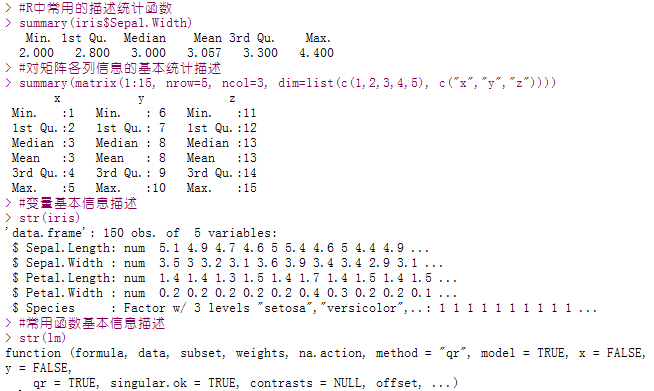 > #R中常用的描述统计函数
> summary(iris$Sepal.Width)
   Min. 1st Qu.  Median    Mean 3rd Qu.    Max.
  2.000   2.800   3.000   3.057   3.300   4.400
> #对矩阵各列信息的基本统计描述
> summary(matrix(1:15, nrow=5, ncol=3, dim=list(c(1,2,3,4,5), c("x","y","z"))))
       x           y            z
 Min.   :1   Min.   : 6   Min.   :11
 1st Qu.:2   1st Qu.: 7   1st Qu.:12
 Median :3   Median : 8   Median :13
 Mean   :3   Mean   : 8   Mean   :13
 3rd Qu.:4   3rd Qu.: 9   3rd Qu.:14
 Max.   :5   Max.   :10   Max.   :15
> #变量基本信息描述
> str(iris)
'data.frame': 150 obs. of  5 variables:
 $ Sepal.Length: num  5.1 4.9 4.7 4.6 5 5.4 4.6 5 4.4 4.9 ...
 $ Sepal.Width : num  3.5 3 3.2 3.1 3.6 3.9 3.4 3.4 2.9 3.1 ...
 $ Petal.Length: num  1.4 1.4 1.3 1.5 1.4 1.7 1.4 1.5 1.4 1.5 ...
 $ Petal.Width : num  0.2 0.2 0.2 0.2 0.2 0.4 0.3 0.2 0.2 0.1 ...
 $ Species     : Factor w/ 3 levels "setosa","versicolor",..: 1 1 1 1 1 1 1 1 1 1 ...
> #常用函数基本信息描述
> str(lm)
function (formula, data, subset, weights, na.action, method = "qr", model = TRUE, x = FALSE,
y = FALSE,
    qr = TRUE, singular.ok = TRUE, contrasts = NULL, offset, ...)